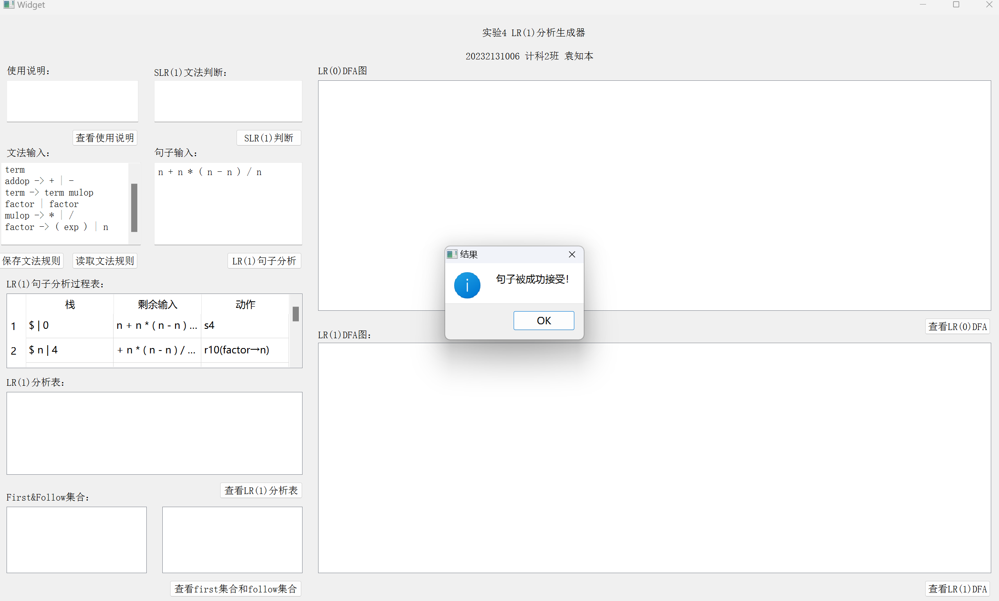 Widget
实验4 LR(1)分析生成器
20232131006 计科2班 袁知本
使用说明：
SLR(1)文法判断：
LR(0)DFA图
查看使用说明
SLR(1)判断
文法输入：
句子输入：
term
addop -> + | -
term -> term mulop
factor | factor
mulop -> * | /
factor -> ( exp ) | n
n + n * ( n - n ) / n
保存文法规则
读取文法规则
LR(1)句子分析
结果
句子被成功接受！
OK
LR(1)句子分析过程表：
栈 剩余输入 动作
1 $ | 0 n + n * ( n - n ) ... s4
2 $ n | 4 + n * ( n - n ) / ... r10(factor→n)
查看LR(0)DFA
LR(1)DFA图：
LR(1)分析表：
查看LR(1)分析表
First&Follow集合：
查看first集合和follow集合
查看LR(1)DFA